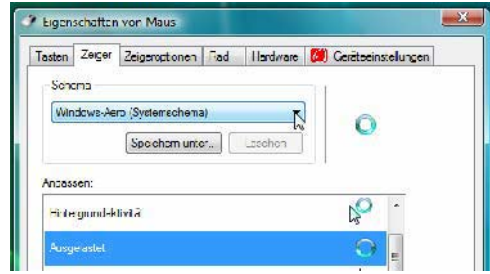 Eigenschaften von Maus
Tasten Zeiger Zeigeroptionen Rad Hardware Geräteeinstellungen
Schema
Windows-Aero (Systemschema)
Speichern unter... Löschen
Anpassen:
Hintergrundaktivität
Ausgelastet